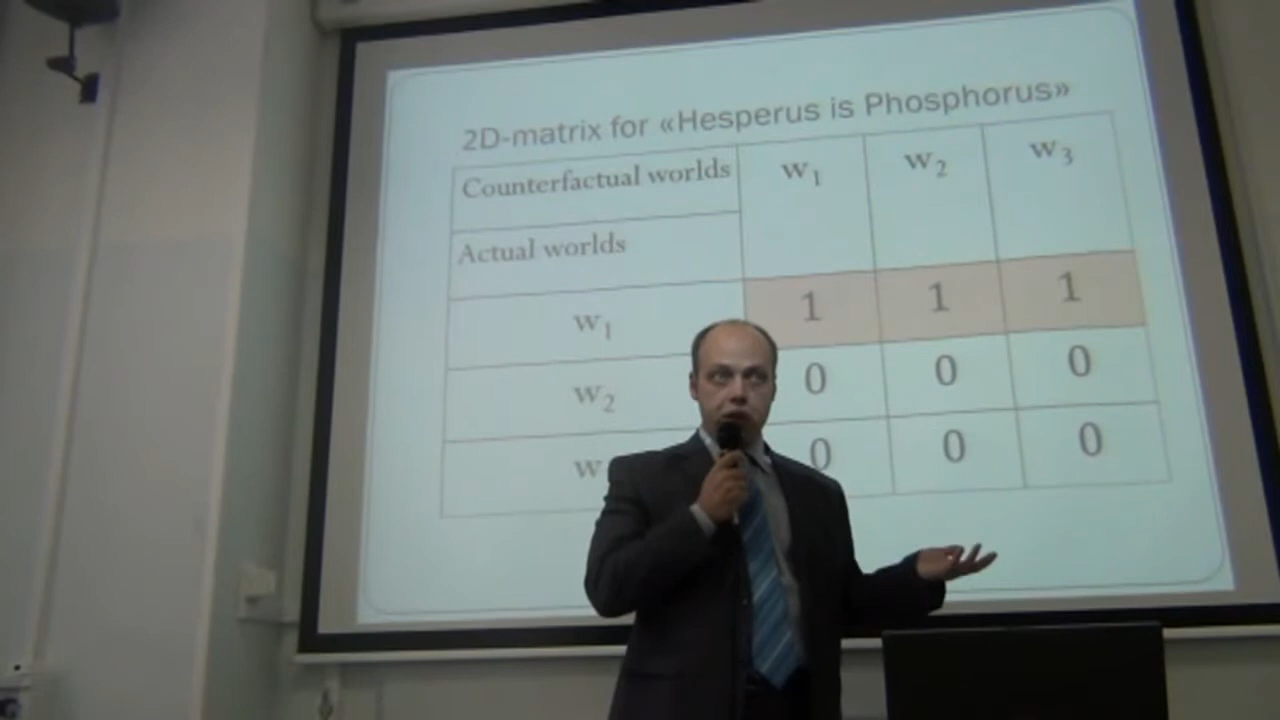 2D-matrix for «Hesperus is Phosphorus»
Counterfactual worlds w1 w2 w3
Actual worlds
w1 1 1 1
w2 0 0 0
w 0 0 0